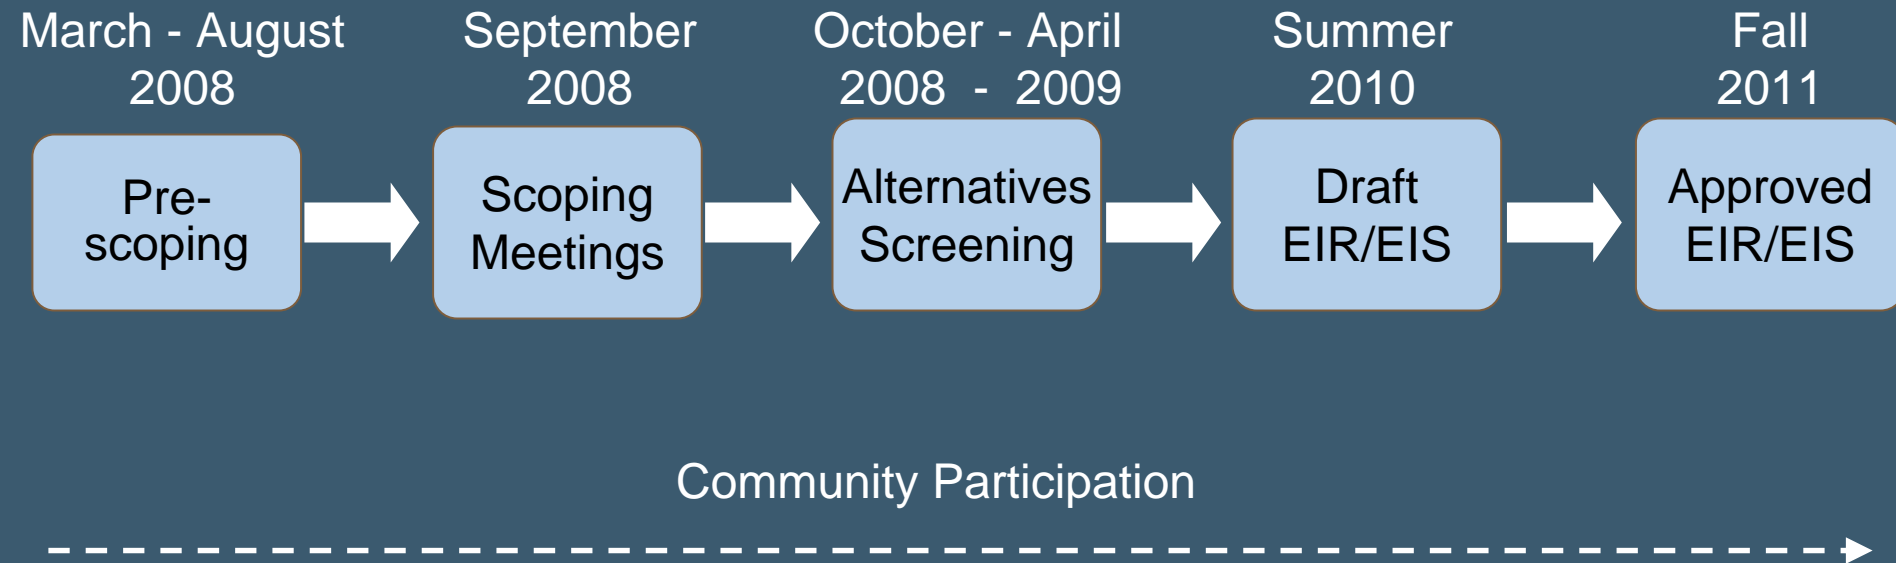 March - August
2008
September
2008
October - April
2008 - 2009
Summer
2010
Fall
2011
Pre-
scoping
Scoping
Meetings
Alternatives
Screening
Draft
EIR/EIS
Approved
EIR/EIS
Community Participation